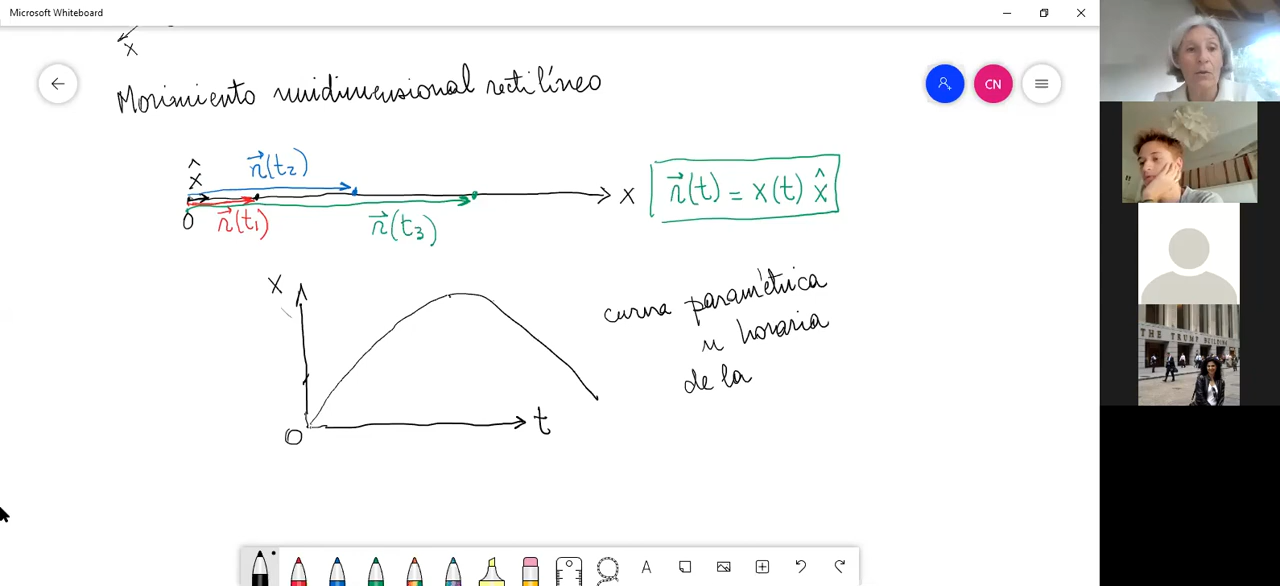 Microsoft Whiteboard
x
CN
Movimiento unidimensional rectilíneo
x̂
r⃗(t₂)
x
0
r⃗(t₁)
r⃗(t₃)
r⃗(t) = x(t) x̂
x
t
0
curva paramétrica
u horaria
de la
THE TRUMP BUILDING
A